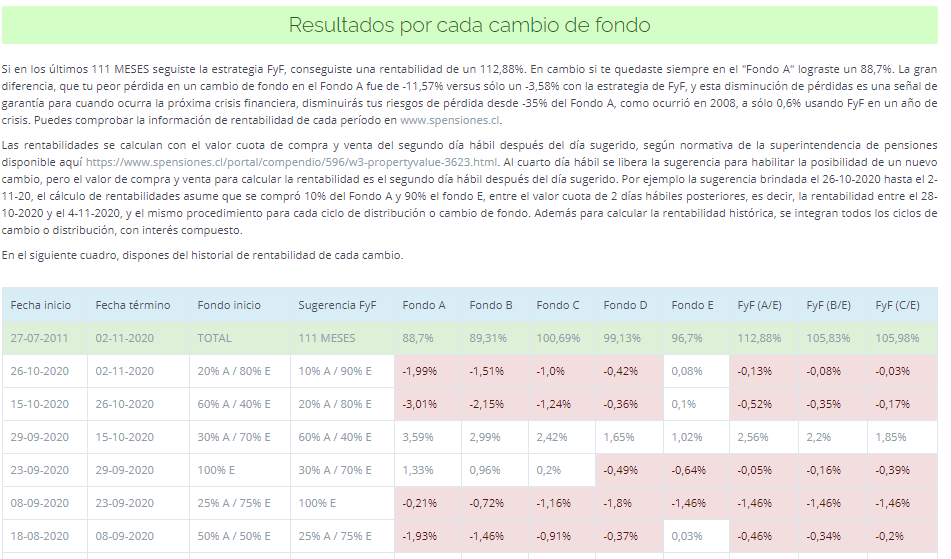 Resultados por cada cambio de fondo
Si en los últimos 111 MESES seguiste la estrategia FyF, conseguiste una rentabilidad de un 112,88%. En cambio si te quedaste siempre en el "Fondo A" lograste un 88,7%. La gran
diferencia, que tu peor pérdida en un cambio de fondo en el Fondo A fue de -11,57% versus sólo un -3,58% con la estrategia de FyF, y esta disminución de pérdidas es una señal de
garantía para cuando ocurra la próxima crisis financiera, disminuirás tus riesgos de pérdida desde -35% del Fondo A, como ocurrió en 2008, a sólo 0,6% usando FyF en un año de
crisis. Puedes comprobar la información de rentabilidad de cada período en www.spensiones.cl.
Las rentabilidades se calculan con el valor cuota de compra y venta del segundo día hábil después del día sugerido, según normativa de la superintendencia de pensiones
disponible aquí https://www.spensiones.cl/portal/compendio/596/w3-propertyvalue-3623.html. Al cuarto día hábil se libera la sugerencia para habilitar la posibilidad de un nuevo
cambio, pero el valor de compra y venta para calcular la rentabilidad es el segundo día hábil después del día sugerido. Por ejemplo la sugerencia brindada el 26-10-2020 hasta el 2-
11-20, el cálculo de rentabilidades asume que se compró 10% del Fondo A y 90% el fondo E, entre el valor cuota de 2 días hábiles posteriores, es decir, la rentabilidad entre el 28-
10-2020 y el 4-11-2020, y el mismo procedimiento para cada ciclo de distribución o cambio de fondo. Además para calcular la rentabilidad histórica, se integran todos los ciclos de
cambio o distribución, con interés compuesto.
En el siguiente cuadro, dispones del historial de rentabilidad de cada cambio.
Fecha inicio Fecha término Fondo inicio Sugerencia FyF Fondo A Fondo B Fondo C Fondo D Fondo E FyF (A/E) FyF (B/E) FyF (C/E)
27-07-2011 02-11-2020 TOTAL 111 MESES 88,7% 89,31% 100,69% 99,13% 96,7% 112,88% 105,83% 105,98%
26-10-2020 02-11-2020 20% A / 80% E 10% A / 90% E -1,99% -1,51% -1,0% -0,42% 0,08% -0,13% -0,08% -0,03%
15-10-2020 26-10-2020 60% A / 40% E 20% A / 80% E -3,01% -2,15% -1,24% -0,36% 0,1% -0,52% -0,35% -0,17%
29-09-2020 15-10-2020 30% A / 70% E 60% A / 40% E 3,59% 2,99% 2,42% 1,65% 1,02% 2,56% 2,2% 1,85%
23-09-2020 29-09-2020 100% E 30% A / 70% E 1,33% 0,96% 0,2% -0,49% -0,64% -0,05% -0,16% -0,39%
08-09-2020 23-09-2020 25% A / 75% E 100% E -0,21% -0,72% -1,16% -1,8% -1,46% -1,46% -1,46% -1,46%
18-08-2020 08-09-2020 50% A / 50% E 25% A / 75% E -1,93% -1,46% -0,91% -0,37% 0,03% -0,46% -0,34% -0,2%